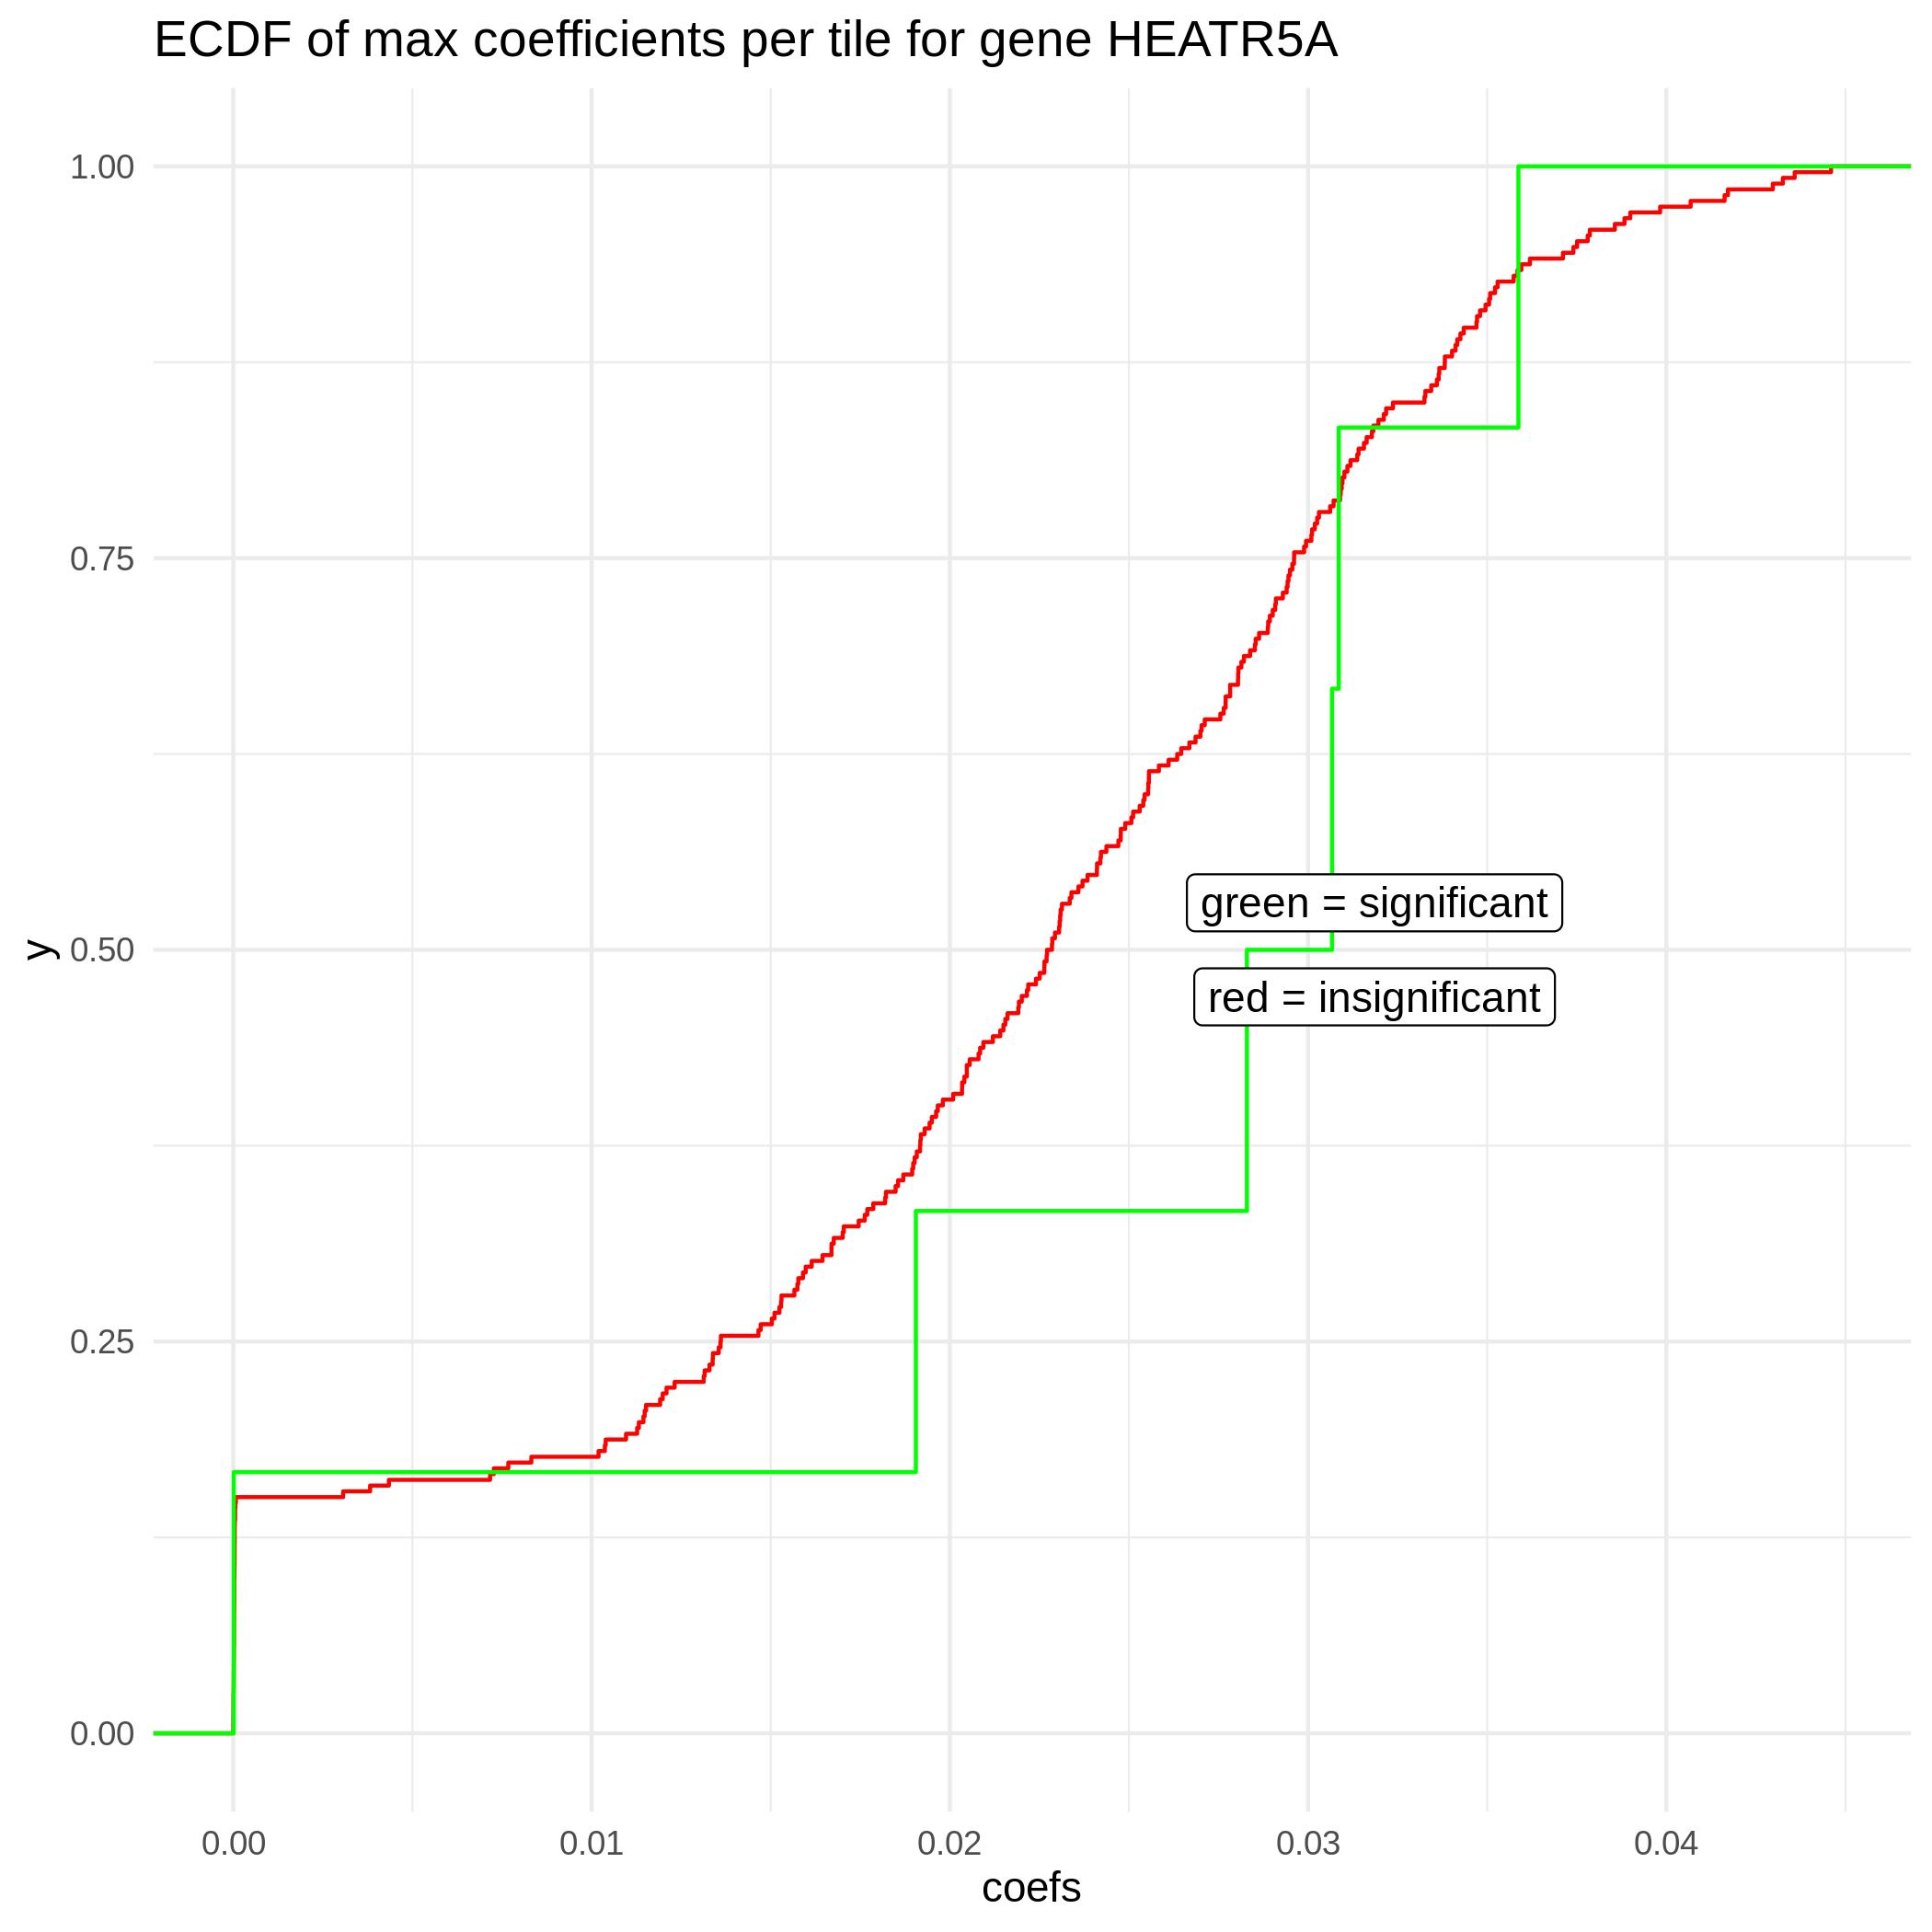 ECDF of max coefficients per tile for gene HEATR5A
1.00
0.75
0.50
0.25
0.00
y
green = significant
red = insignificant
0.00 0.01 0.02 0.03 0.04
coefs